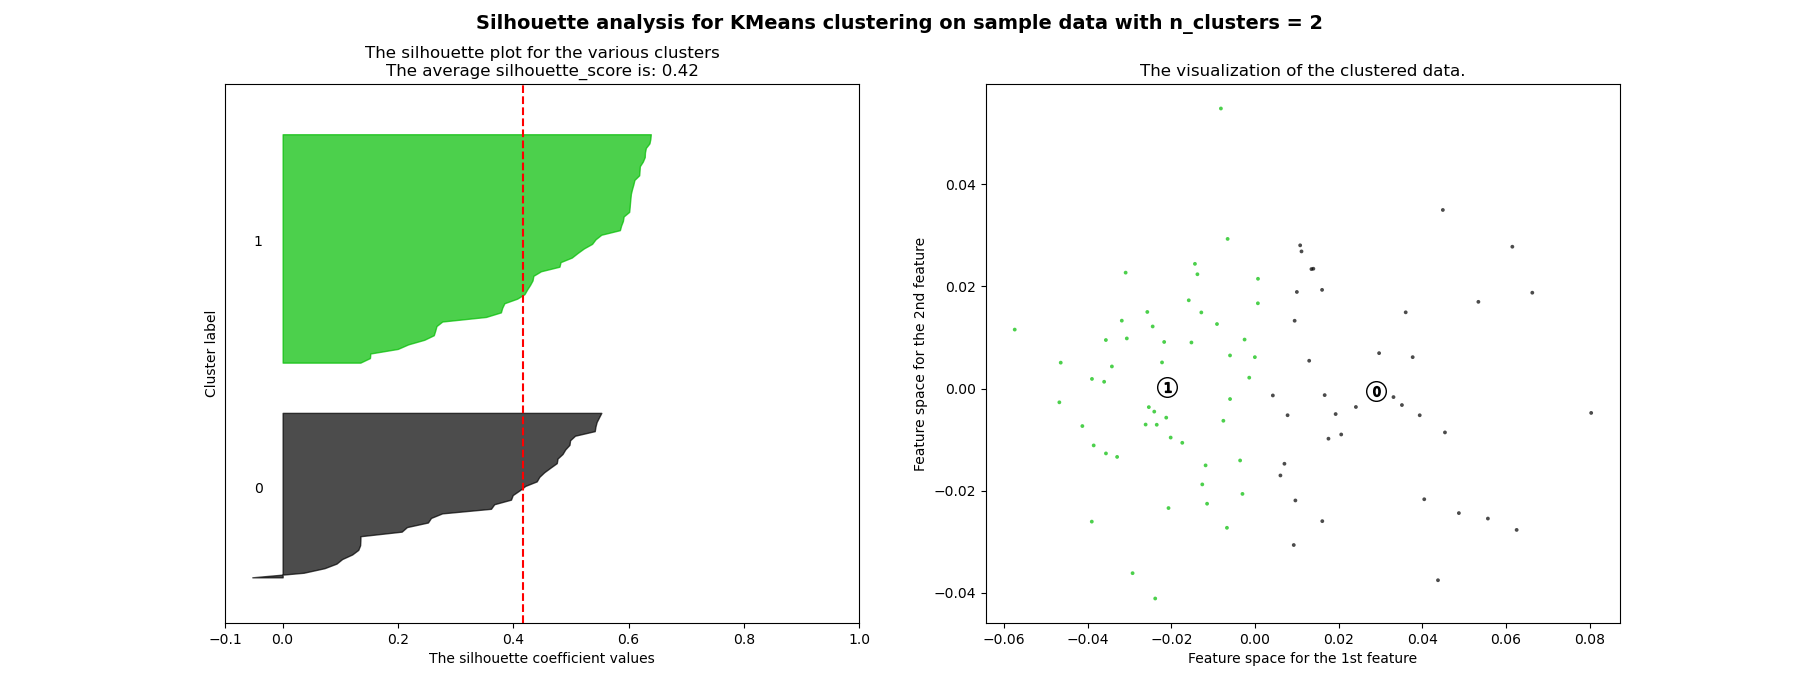 Silhouette analysis for KMeans clustering on sample data with n_clusters = 2
The silhouette plot for the various clusters
The average silhouette_score is: 0.42
Cluster label
1
0
−0.1 0.0 0.2 0.4 0.6 0.8 1.0
The silhouette coefficient values
The visualization of the clustered data.
Feature space for the 2nd feature
0.04
0.02
0.00
−0.02
−0.04
1 0
−0.06 −0.04 −0.02 0.00 0.02 0.04 0.06 0.08
Feature space for the 1st feature